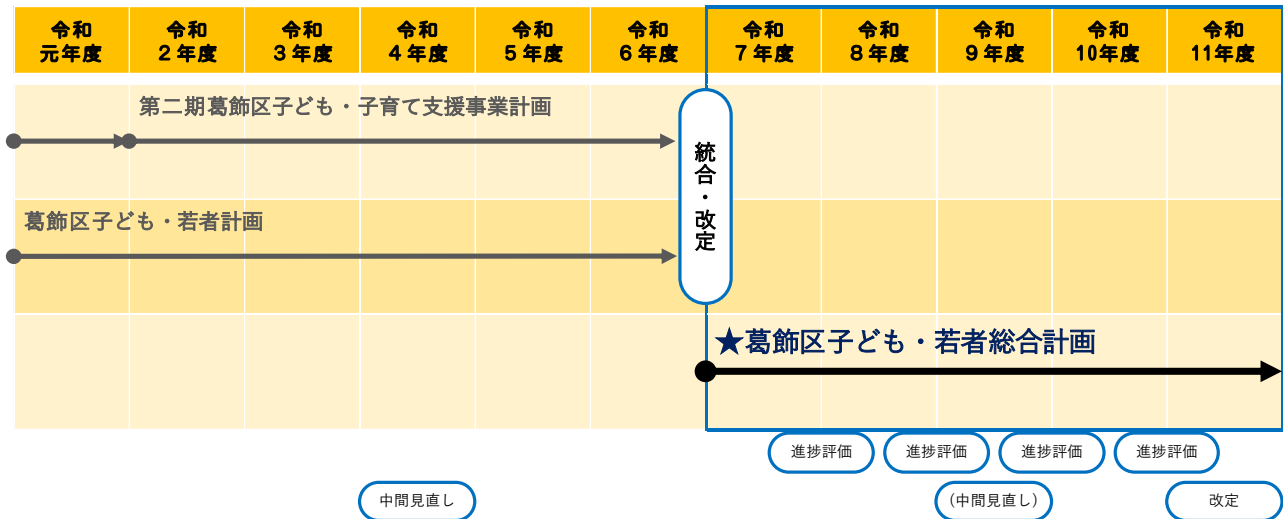 令和
元年度
令和
２年度
令和
３年度
令和
４年度
令和
５年度
令和
６年度
令和
７年度
令和
８年度
令和
９年度
令和
10年度
令和
11年度
第二期葛飾区子ども・子育て支援事業計画
統合・改定
葛飾区子ども・若者計画
★葛飾区子ども・若者総合計画
進捗評価
進捗評価
進捗評価
進捗評価
中間見直し
(中間見直し)
改定